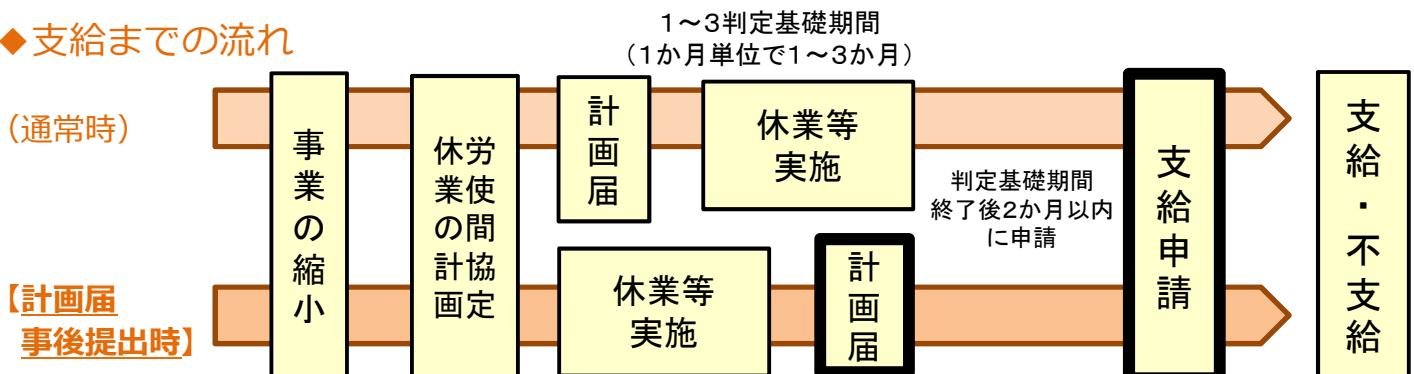 ◆支給までの流れ
1～3判定基礎期間
（1か月単位で1～3か月）
（通常時）
事業の縮小
労使間協定
休業の計画
計画届
休業等
実施
判定基礎期間
終了後2か月以内
に申請
支給申請
支給・不支給
【計画届
事後提出時】
休業等
実施
計画届